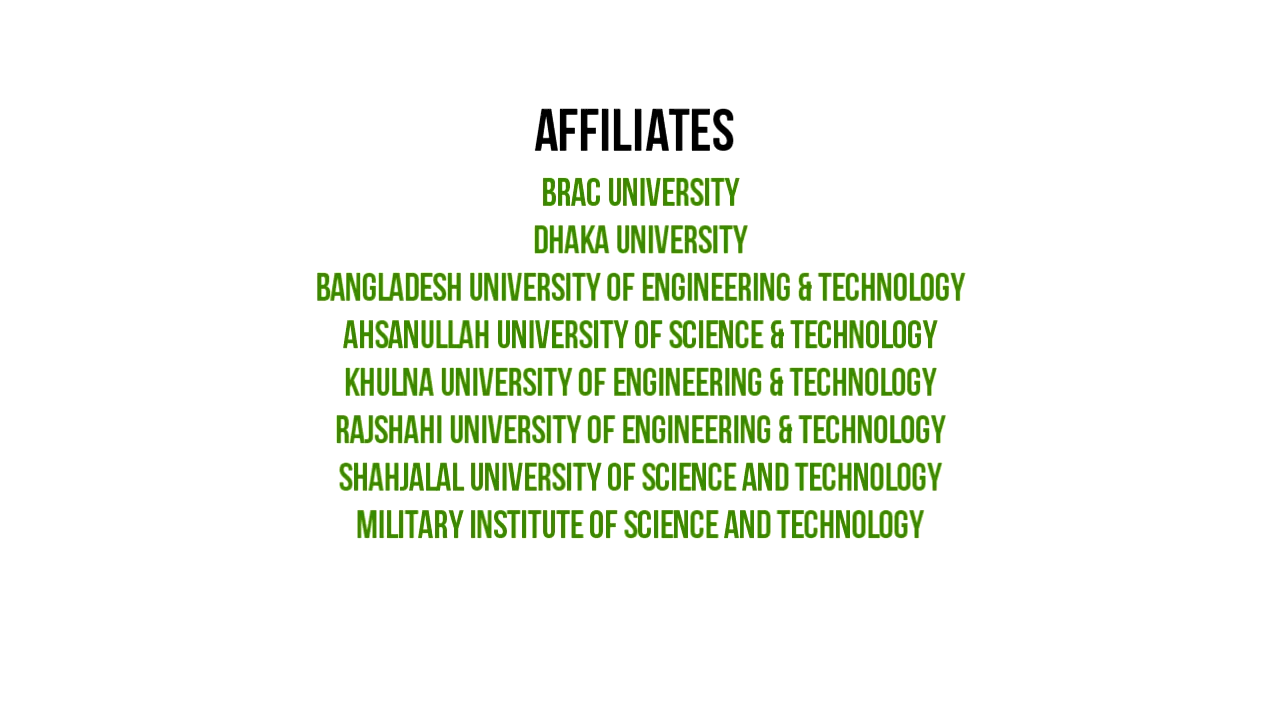 AFFILIATES
BRAC UNIVERSITY
DHAKA UNIVERSITY
BANGLADESH UNIVERSITY OF ENGINEERING & TECHNOLOGY
AHSANULLAH UNIVERSITY OF SCIENCE & TECHNOLOGY
KHULNA UNIVERSITY OF ENGINEERING & TECHNOLOGY
RAJSHAHI UNIVERSITY OF ENGINEERING & TECHNOLOGY
SHAHJALAL UNIVERSITY OF SCIENCE AND TECHNOLOGY
MILITARY INSTITUTE OF SCIENCE AND TECHNOLOGY